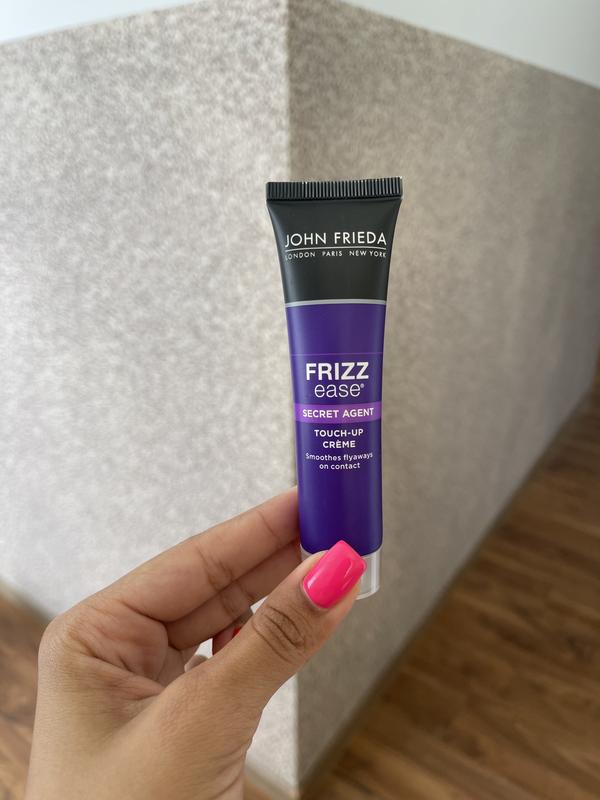 JOHN FRIEDA
LONDON PARIS NEW YORK
FRIZZ
ease®
SECRET AGENT
TOUCH-UP
CRÈME
Smoothes flyaways
on contact